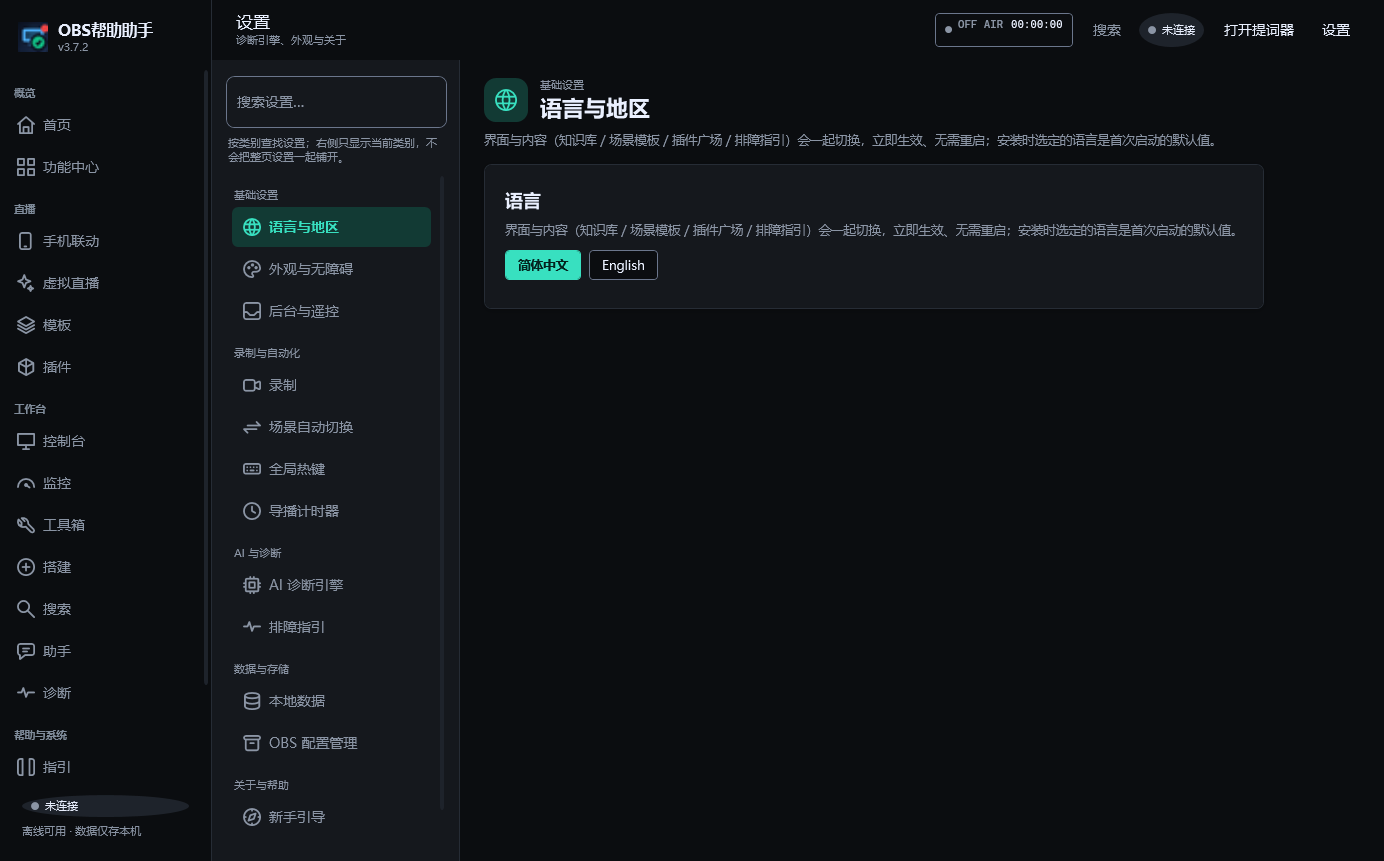 OBS帮助助手
v3.7.2
概览
首页
功能中心
直播
手机联动
虚拟直播
模板
插件
工作台
控制台
监控
工具箱
搭建
搜索
助手
诊断
帮助与系统
指引
未连接
离线可用 · 数据仅存本机
设置
诊断引擎、外观与关于
OFF AIR 00:00:00
搜索
未连接
打开提词器
设置
搜索设置...
按类别查找设置；右侧只显示当前类别，不
会把整页设置一起铺开。
基础设置
语言与地区
外观与无障碍
后台与遥控
录制与自动化
录制
场景自动切换
全局热键
导播计时器
AI 与诊断
AI 诊断引擎
排障指引
数据与存储
本地数据
OBS 配置管理
关于与帮助
新手引导
基础设置
语言与地区
界面与内容（知识库 / 场景模板 / 插件广场 / 排障指引）会一起切换，立即生效、无需重启；安装时选定的语言是首次启动的默认值。
语言
界面与内容（知识库 / 场景模板 / 插件广场 / 排障指引）会一起切换，立即生效、无需重启；安装时选定的语言是首次启动的默认值。
简体中文
English